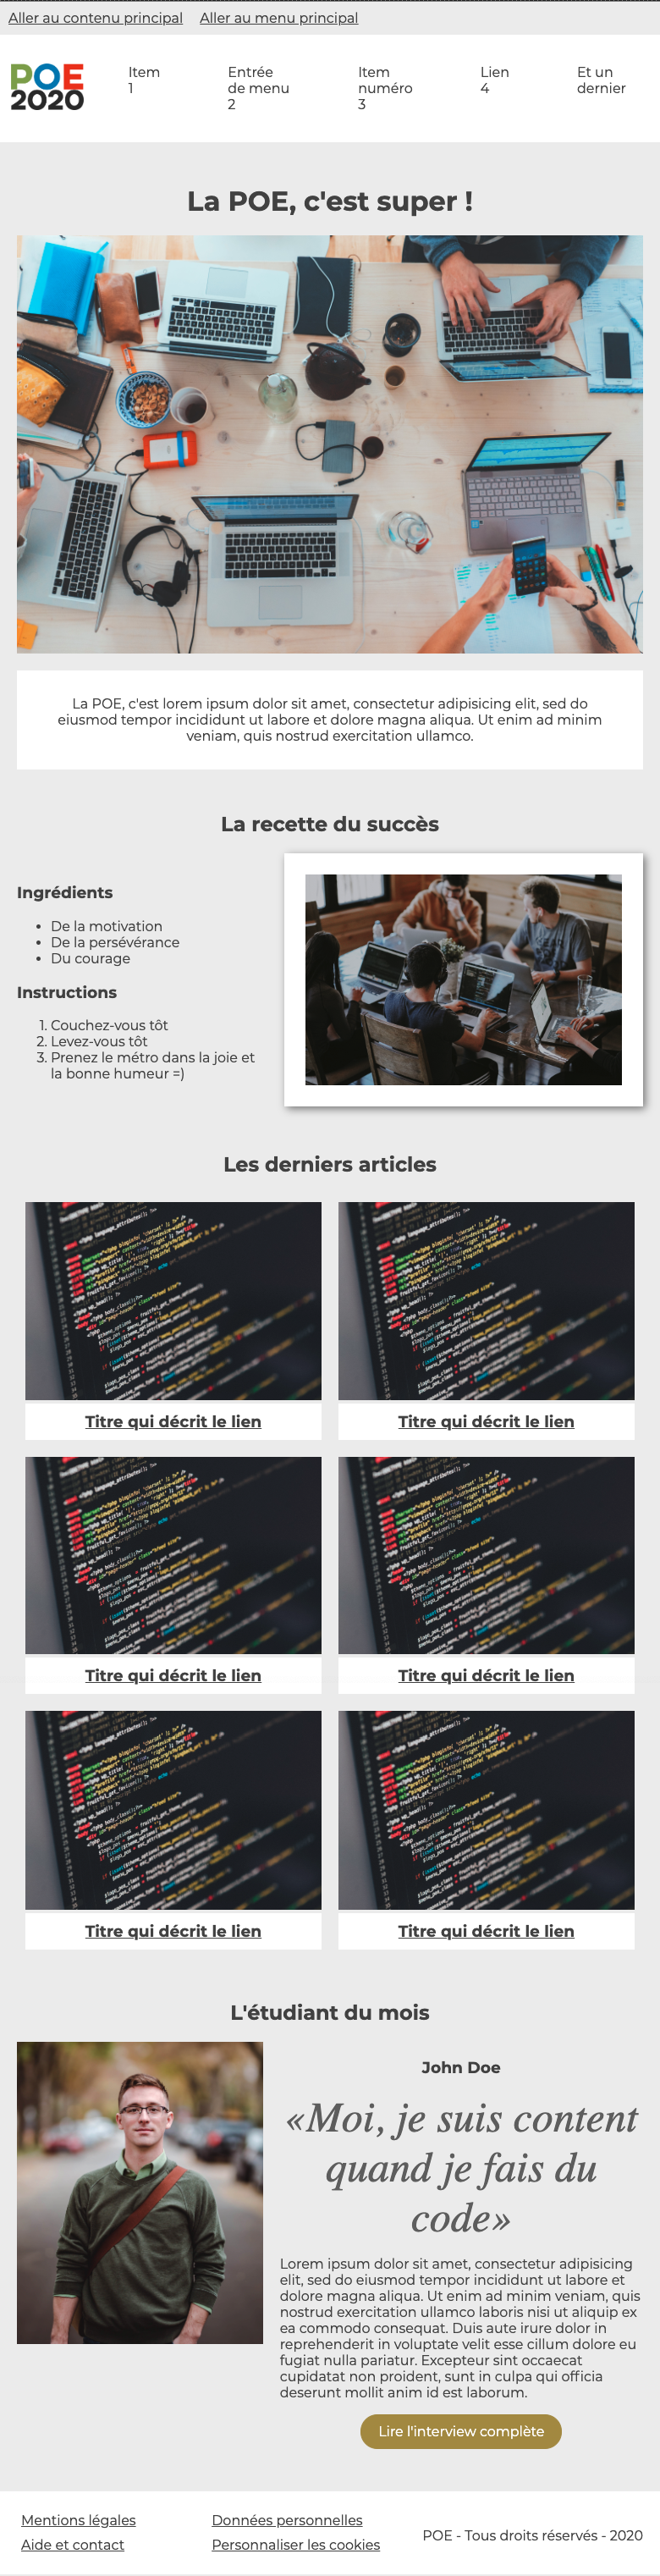 Aller au contenu principal Aller au menu principal
POE
2020
Item
1
Entrée
de menu
2
Item
numéro
3
Lien
4
Et un
dernier
La POE, c'est super !
La POE, c'est lorem ipsum dolor sit amet, consectetur adipisicing elit, sed do
eiusmod tempor incididunt ut labore et dolore magna aliqua. Ut enim ad minim
veniam, quis nostrud exercitation ullamco.
La recette du succès
Ingrédients
• De la motivation
• De la persévérance
• Du courage
Instructions
1. Couchez-vous tôt
2. Levez-vous tôt
3. Prenez le métro dans la joie et
la bonne humeur =)
Les derniers articles
Titre qui décrit le lien
Titre qui décrit le lien
Titre qui décrit le lien
Titre qui décrit le lien
Titre qui décrit le lien
Titre qui décrit le lien
L'étudiant du mois
John Doe
«Moi, je suis content
quand je fais du
code»
Lorem ipsum dolor sit amet, consectetur adipisicing
elit, sed do eiusmod tempor incididunt ut labore et
dolore magna aliqua. Ut enim ad minim veniam, quis
nostrud exercitation ullamco laboris nisi ut aliquip ex
ea commodo consequat. Duis aute irure dolor in
reprehenderit in voluptate velit esse cillum dolore eu
fugiat nulla pariatur. Excepteur sint occaecat
cupidatat non proident, sunt in culpa qui officia
deserunt mollit anim id est laborum.
Lire l'interview complète
Mentions légales
Aide et contact
Données personnelles
Personnaliser les cookies
POE - Tous droits réservés - 2020